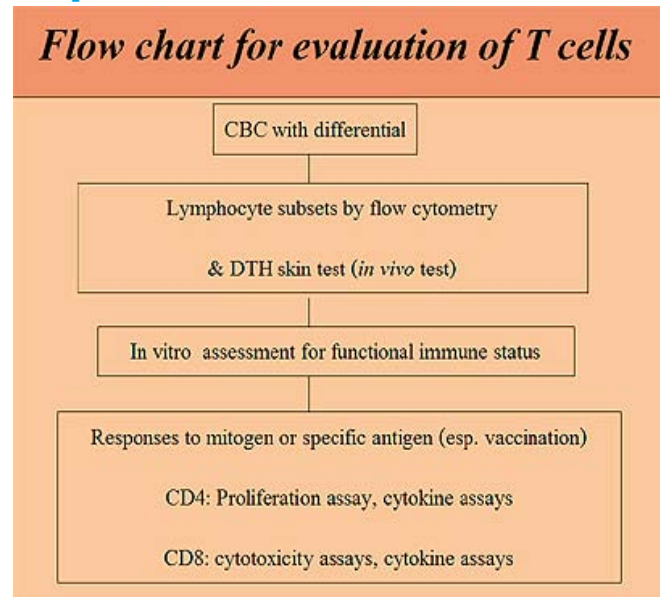 Flow chart for evaluation of T cells
CBC with differential
Lymphocyte subsets by flow cytometry
& DTH skin test (in vivo test)
In vitro assessment for functional immune status
Responses to mitogen or specific antigen (esp. vaccination)
CD4: Proliferation assay, cytokine assays
CD8: cytotoxicity assays, cytokine assays